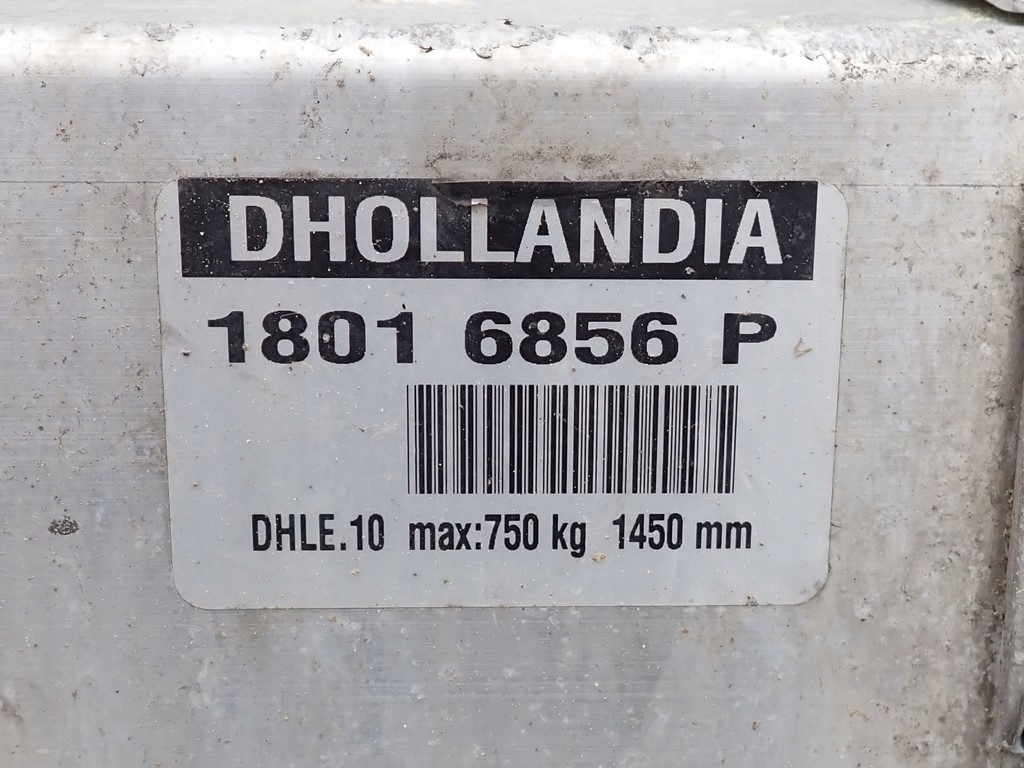 DHOLLANDIA
1801 6856 P
DHLE.10 max:750 kg 1450 mm